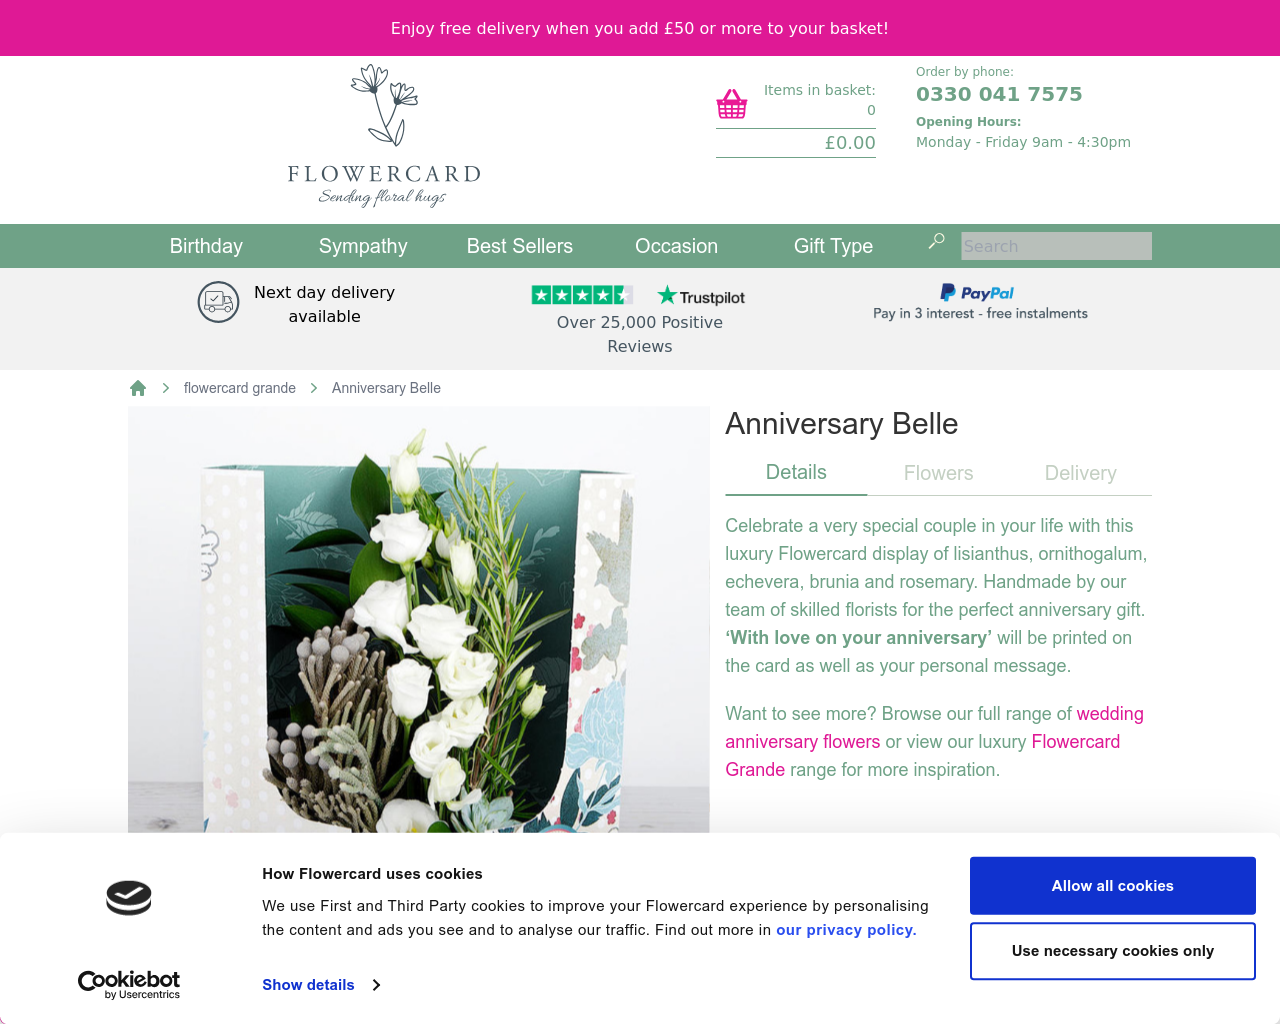 Enjoy free delivery when you add £50 or more to your basket!
FLOWERCARD
Sending floral hugs
Items in basket:
0
£0.00
Order by phone:
0330 041 7575
Opening Hours:
Monday - Friday 9am - 4:30pm
Birthday
Sympathy
Best Sellers
Occasion
Gift Type
Search
Next day delivery
available
Trustpilot
Over 25,000 Positive
Reviews
PayPal
Pay in 3 interest - free instalments
flowercard grande
Anniversary Belle
Anniversary Belle
Details
Flowers
Delivery
Celebrate a very special couple in your life with this
luxury Flowercard display of lisianthus, ornithogalum,
echevera, brunia and rosemary. Handmade by our
team of skilled florists for the perfect anniversary gift.
‘With love on your anniversary’ will be printed on
the card as well as your personal message.
Want to see more? Browse our full range of wedding
anniversary flowers or view our luxury Flowercard
Grande range for more inspiration.
How Flowercard uses cookies
We use First and Third Party cookies to improve your Flowercard experience by personalising
the content and ads you see and to analyse our traffic. Find out more in our privacy policy.
Show details
Allow all cookies
Use necessary cookies only
Cookiebot
by Usercentrics